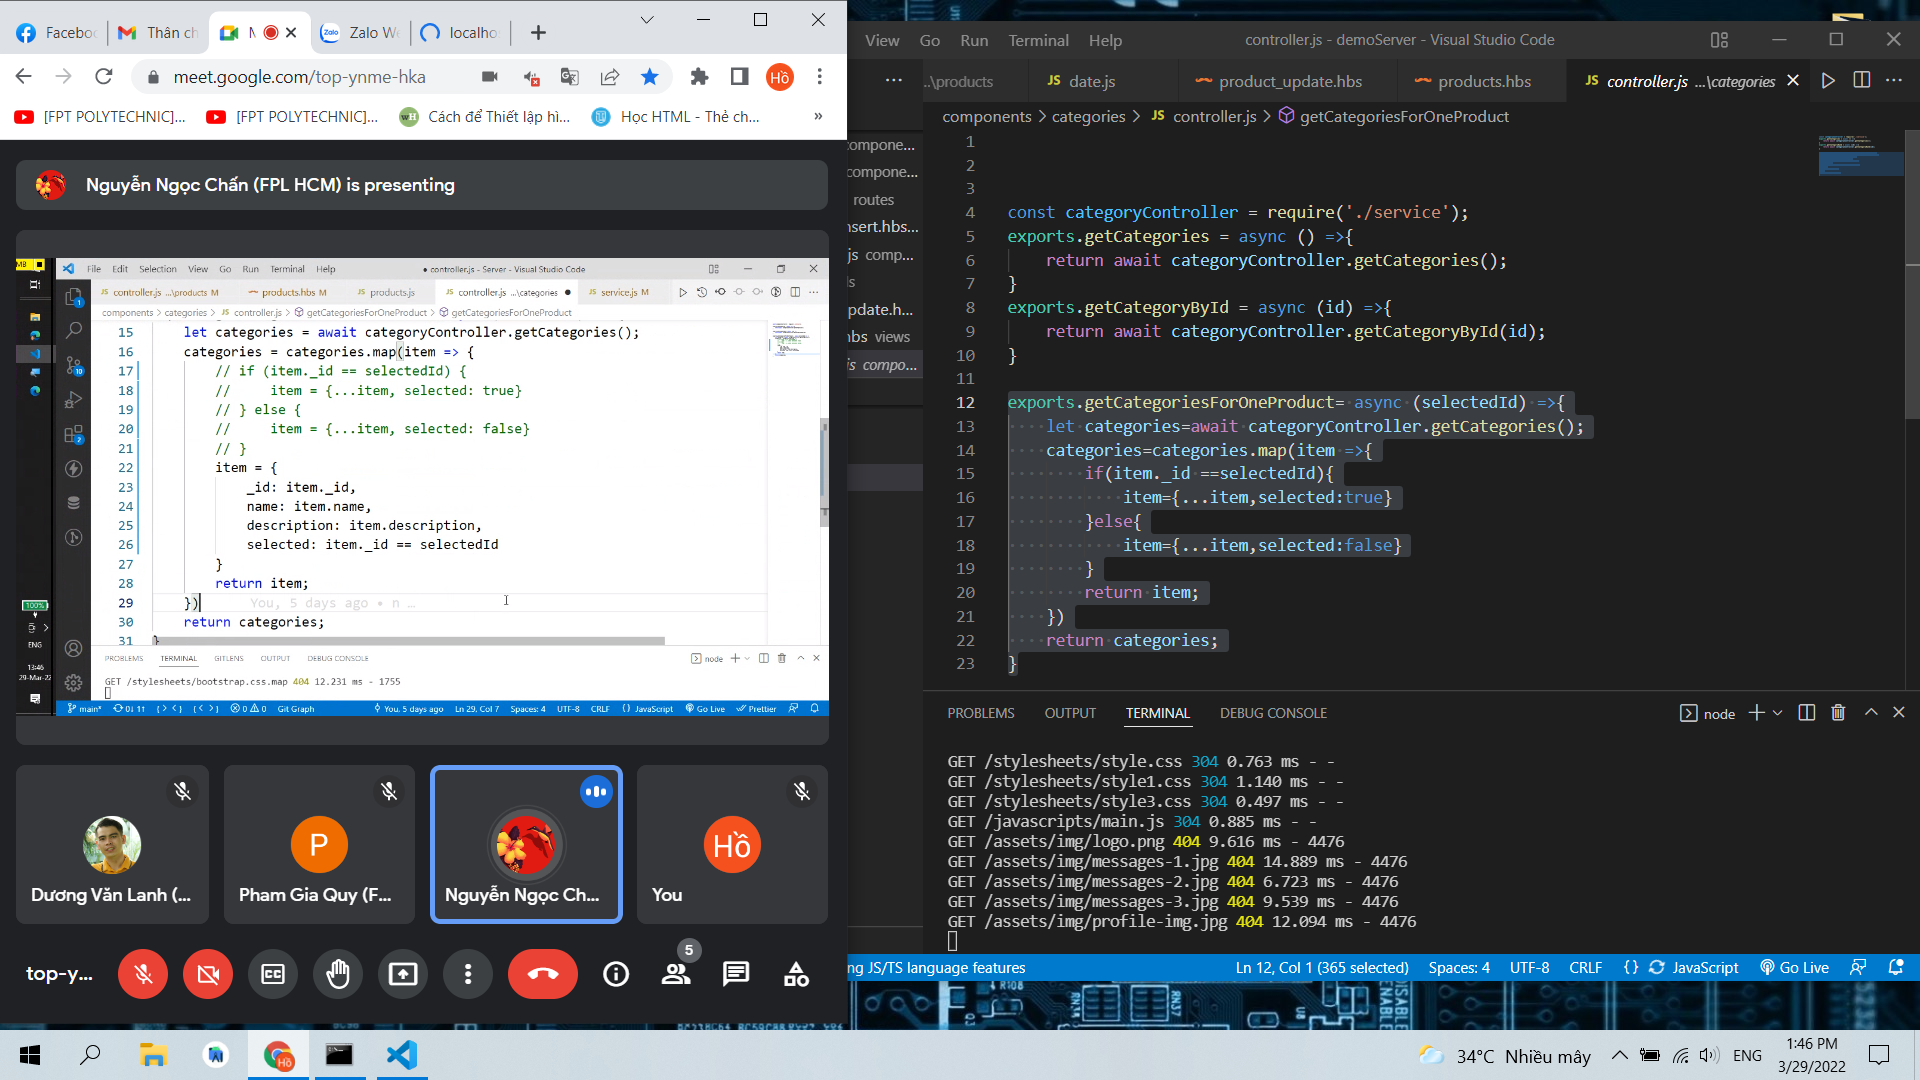 Facebo
Thân ch
M
Zalo We
localho
meet.google.com/top-ynme-hka
Hồ
[FPT POLYTECHNIC]...
[FPT POLYTECHNIC]...
Cách để Thiết lập hì...
Học HTML - Thẻ ch...
»
Nguyễn Ngọc Chấn (FPL HCM) is presenting
File Edit Selection View Go Run Terminal Help
● controller.js - Server - Visual Studio Code
JS controller.js ...\products M
products.hbs M
JS products.js
JS controller.js ...\categories ●
JS service.js M
components > categories > JS controller.js > getCategoriesForOneProduct > getCategoriesForOneProduct
15 let categories = await categoryController.getCategories();
16 categories = categories.map(item => {
17 // if (item._id == selectedId) {
18 //     item = {...item, selected: true}
19 // } else {
20 //     item = {...item, selected: false}
21 // }
22 item = {
23 _id: item._id,
24 name: item.name,
25 description: item.description,
26 selected: item._id == selectedId
27 }
28 return item;
29 }) You, 5 days ago • n …
30 return categories;
31 }
PROBLEMS TERMINAL GITLENS OUTPUT DEBUG CONSOLE
node
GET /stylesheets/bootstrap.css.map 404 12.231 ms - 1755
main* 0↓ 1↑ 0 0 Git Graph
You, 5 days ago Ln 29, Col 7 Spaces: 4 UTF-8 CRLF {} JavaScript Go Live Prettier
MB
100%
ENG
13:46
29-Mar-22
Dương Văn Lanh (...
P
Pham Gia Quy (F...
Nguyễn Ngọc Ch...
Hồ
You
top-y...
5
View Go Run Terminal Help
controller.js - demoServer - Visual Studio Code
..\products
JS date.js
product_update.hbs
products.hbs
JS controller.js ...\categories
components > categories > JS controller.js > getCategoriesForOneProduct
compone...
compone...
routes
nsert.hbs...
js comp...
ls
update.h...
hbs views
js compo...
1
2
3
4 const categoryController = require('./service');
5 exports.getCategories = async () =>{
6 return await categoryController.getCategories();
7 }
8 exports.getCategoryById = async (id) =>{
9 return await categoryController.getCategoryById(id);
10 }
11
12 exports.getCategoriesForOneProduct= async (selectedId) =>{
13 let categories=await categoryController.getCategories();
14 categories=categories.map(item =>{
15 if(item._id ==selectedId){
16 item={...item,selected:true}
17 }else{
18 item={...item,selected:false}
19 }
20 return item;
21 })
22 return categories;
23 }
PROBLEMS OUTPUT TERMINAL DEBUG CONSOLE
node
GET /stylesheets/style.css 304 0.763 ms - -
GET /stylesheets/style1.css 304 1.140 ms - -
GET /stylesheets/style3.css 304 0.497 ms - -
GET /javascripts/main.js 304 0.885 ms - -
GET /assets/img/logo.png 404 9.616 ms - 4476
GET /assets/img/messages-1.jpg 404 14.889 ms - 4476
GET /assets/img/messages-2.jpg 404 6.723 ms - 4476
GET /assets/img/messages-3.jpg 404 9.539 ms - 4476
GET /assets/img/profile-img.jpg 404 12.094 ms - 4476
ng JS/TS language features
Ln 12, Col 1 (365 selected) Spaces: 4 UTF-8 CRLF {} JavaScript Go Live
34°C Nhiều mây
ENG
1:46 PM
3/29/2022